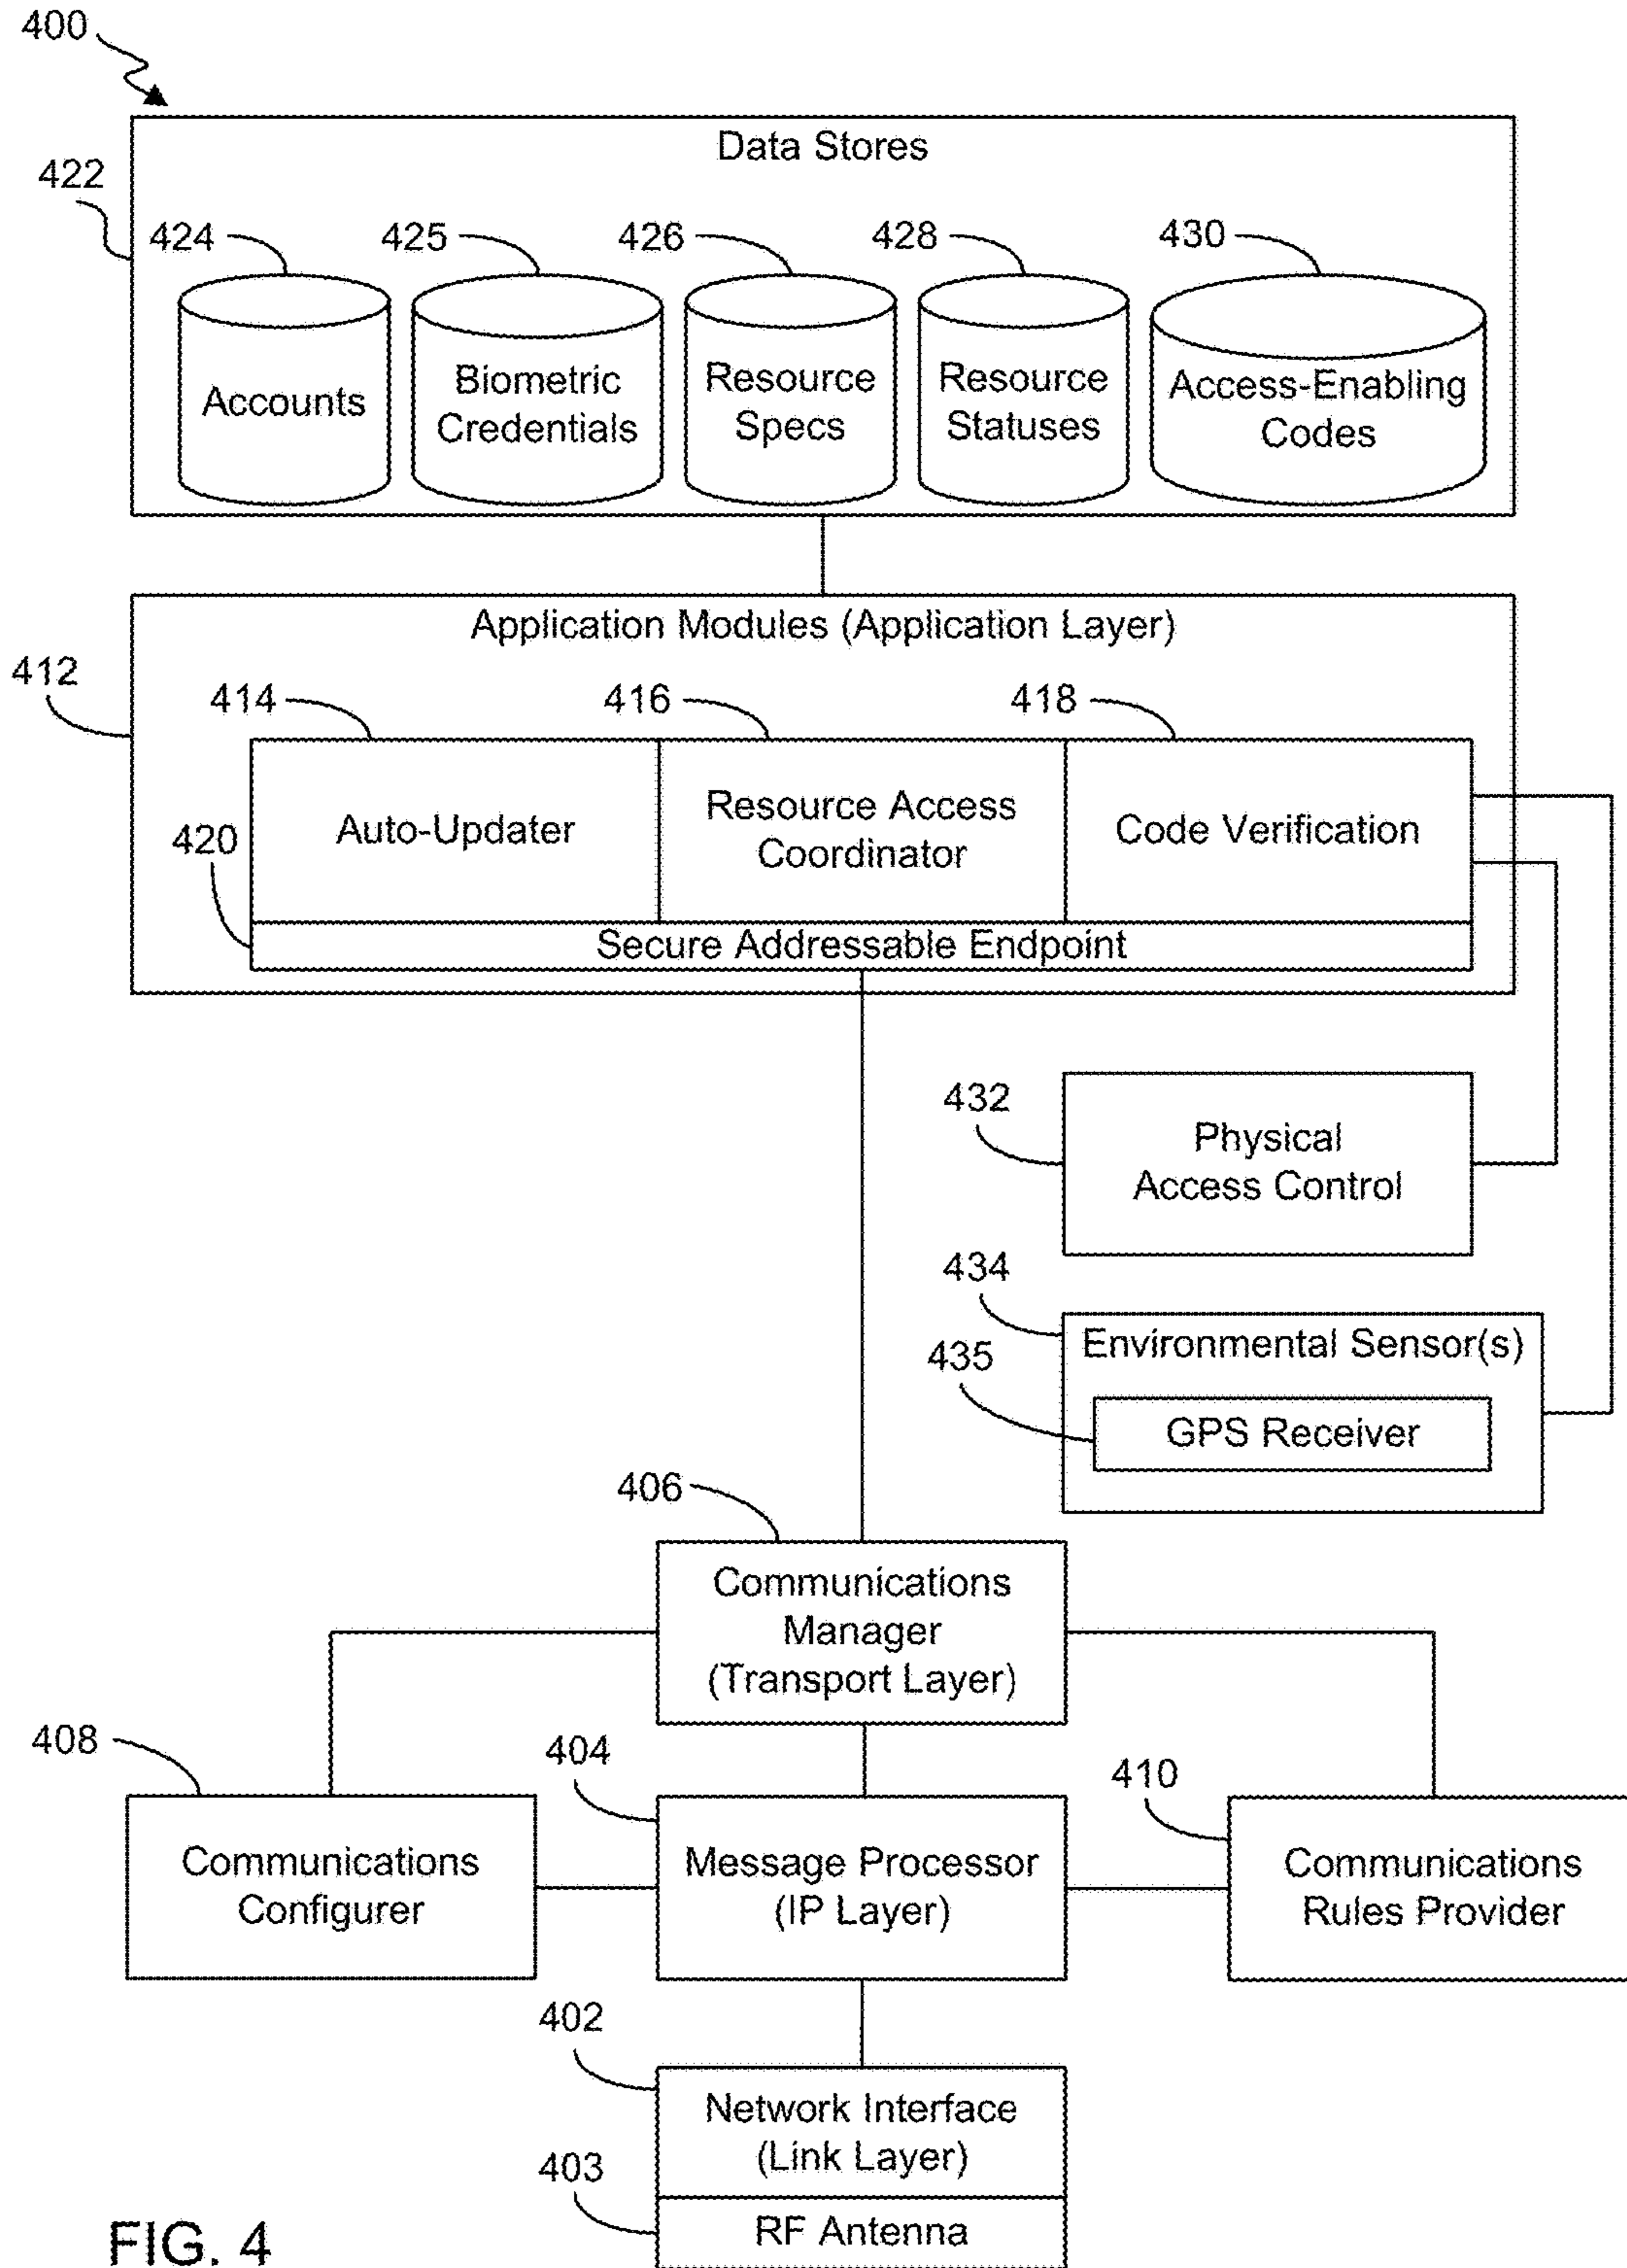 400
Data Stores
422
424
425
426
428
430
Accounts
Biometric
Credentials
Resource
Specs
Resource
Statuses
Access-Enabling
Codes
Application Modules (Application Layer)
412
414
416
418
Auto-Updater
Resource Access
Coordinator
Code Verification
420
Secure Addressable Endpoint
432
Physical
Access Control
434
Environmental Sensor(s)
435
GPS Receiver
406
Communications
Manager
(Transport Layer)
408
404
410
Communications
Configurer
Message Processor
(IP Layer)
Communications
Rules Provider
402
Network Interface
(Link Layer)
403
RF Antenna
FIG. 4